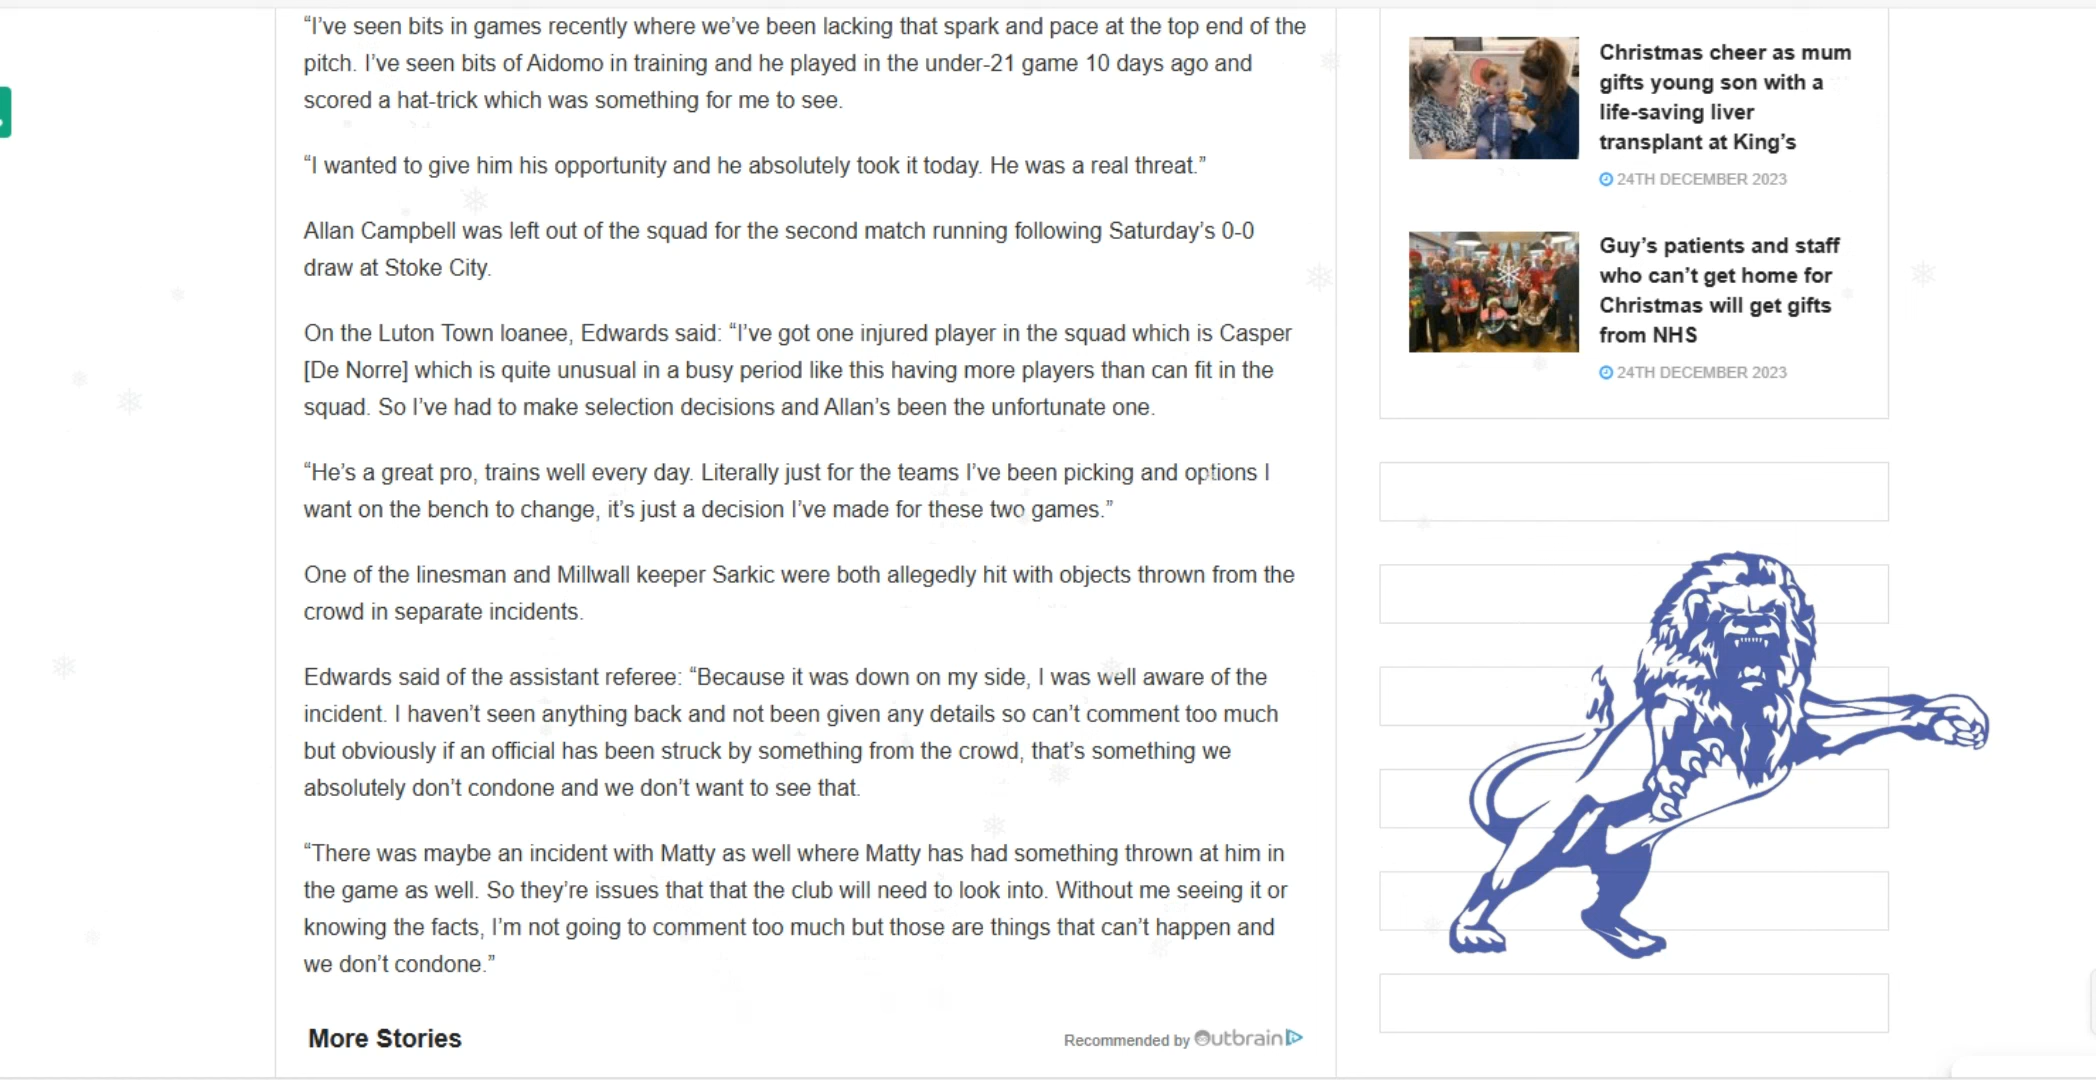 “I’ve seen bits in games recently where we’ve been lacking that spark and pace at the top end of the
pitch. I’ve seen bits of Aidomo in training and he played in the under-21 game 10 days ago and
scored a hat-trick which was something for me to see.
“I wanted to give him his opportunity and he absolutely took it today. He was a real threat.”
Allan Campbell was left out of the squad for the second match running following Saturday’s 0-0
draw at Stoke City.
On the Luton Town loanee, Edwards said: “I’ve got one injured player in the squad which is Casper
[De Norre] which is quite unusual in a busy period like this having more players than can fit in the
squad. So I’ve had to make selection decisions and Allan’s been the unfortunate one.
“He’s a great pro, trains well every day. Literally just for the teams I’ve been picking and options I
want on the bench to change, it’s just a decision I’ve made for these two games.”
One of the linesman and Millwall keeper Sarkic were both allegedly hit with objects thrown from the
crowd in separate incidents.
Edwards said of the assistant referee: “Because it was down on my side, I was well aware of the
incident. I haven’t seen anything back and not been given any details so can’t comment too much
but obviously if an official has been struck by something from the crowd, that’s something we
absolutely don’t condone and we don’t want to see that.
“There was maybe an incident with Matty as well where Matty has had something thrown at him in
the game as well. So they’re issues that that the club will need to look into. Without me seeing it or
knowing the facts, I’m not going to comment too much but those are things that can’t happen and
we don’t condone.”
More Stories
Recommended by Outbrain
Christmas cheer as mum
gifts young son with a
life-saving liver
transplant at King’s
24TH DECEMBER 2023
Guy’s patients and staff
who can’t get home for
Christmas will get gifts
from NHS
24TH DECEMBER 2023